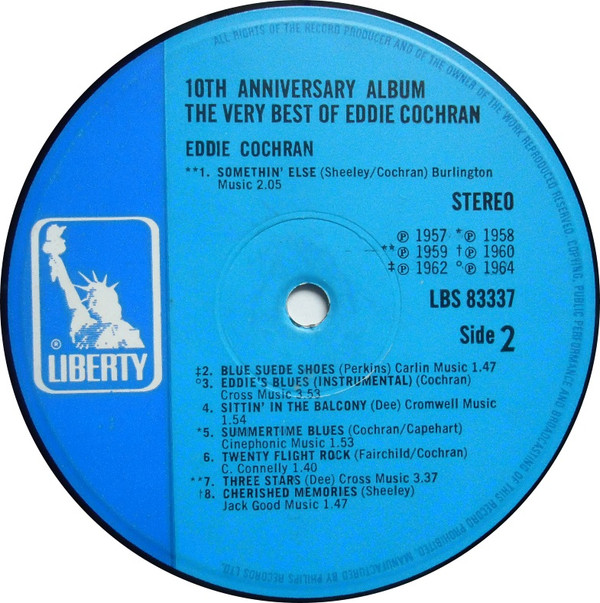 ALL RIGHTS OF THE RECORD PRODUCER AND OF THE OWNER OF THE WORK REPRODUCED RESERVED. COPYING, PUBLIC PERFORMANCE AND BROADCASTING OF THIS RECORD PROHIBITED. MANUFACTURED BY PHILIPS RECORDS LTD.
10TH ANNIVERSARY ALBUM
THE VERY BEST OF EDDIE COCHRAN
EDDIE COCHRAN
**1. SOMETHIN' ELSE (Sheeley/Cochran) Burlington
Music 2.05
STEREO
℗ 1957 *℗ 1958
**℗ 1959 †℗ 1960
‡℗ 1962 °℗ 1964
LBS 83337
Side 2
® LIBERTY
‡2. BLUE SUEDE SHOES (Perkins) Carlin Music 1.47
°3. EDDIE'S BLUES (INSTRUMENTAL) (Cochran)
Cross Music 3.53
4. SITTIN' IN THE BALCONY (Dee) Cromwell Music
1.54
*5. SUMMERTIME BLUES (Cochran/Capehart)
Cinephonic Music 1.53
6. TWENTY FLIGHT ROCK (Fairchild/Cochran)
C. Connelly 1.40
**7. THREE STARS (Dee) Cross Music 3.37
†8. CHERISHED MEMORIES (Sheeley)
Jack Good Music 1.47